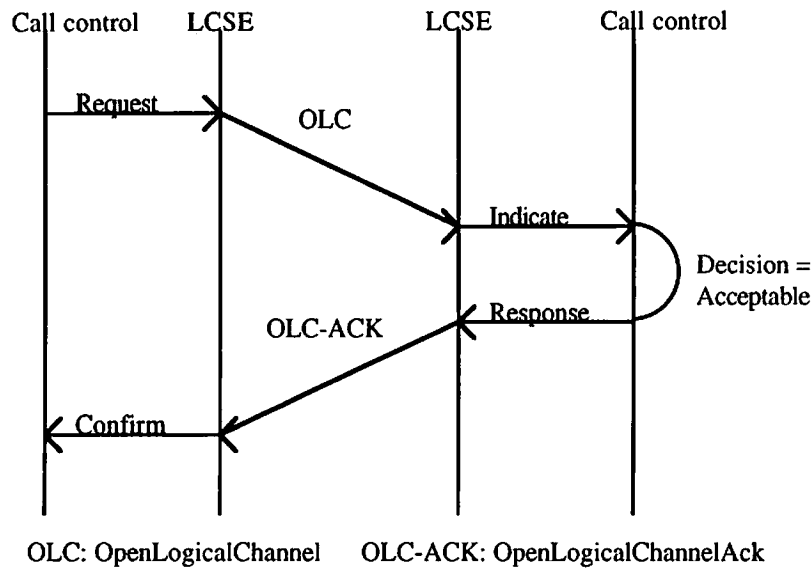 Call control LCSE LCSE Call control
Request
OLC
Indicate
Decision =
Acceptable
Response
OLC-ACK
Confirm
OLC: OpenLogicalChannel OLC-ACK: OpenLogicalChannelAck